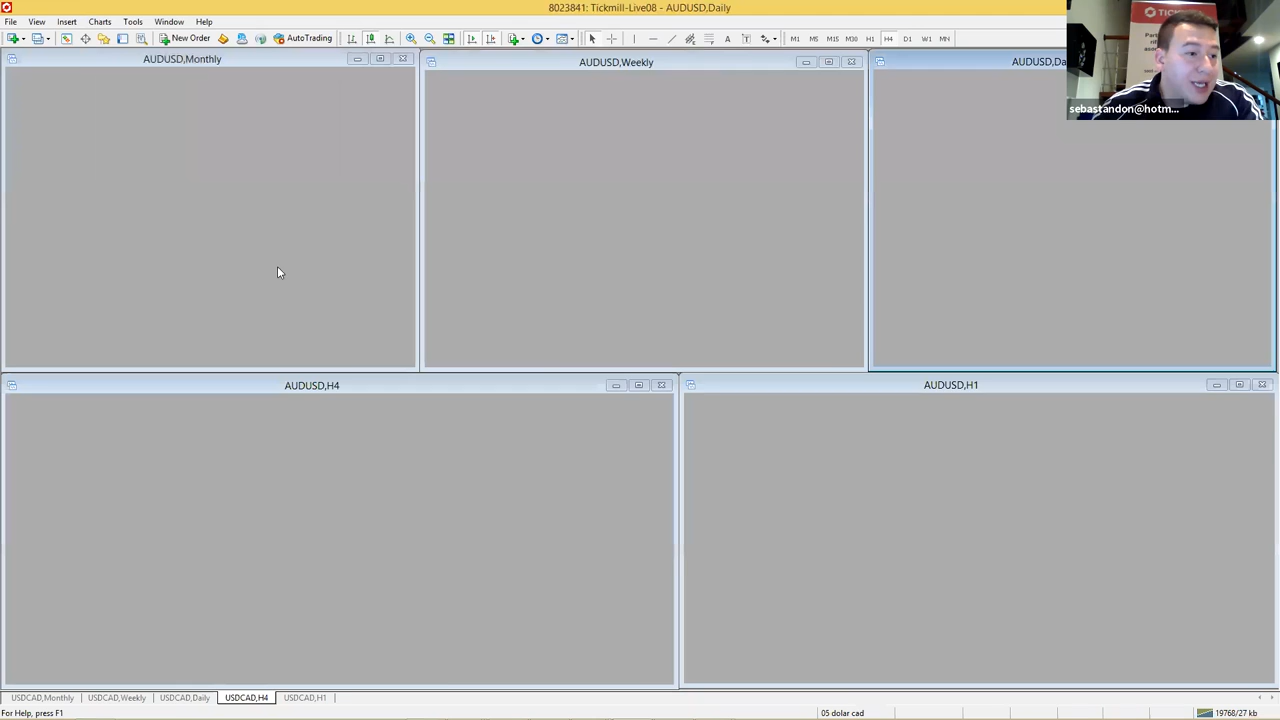 8023841: Tickmill-Live08 - AUDUSD,Daily
File View Insert Charts Tools Window Help
New Order AutoTrading A T M1 M5 M15 M30 H1 H4 D1 W1 MN
AUDUSD,Monthly
AUDUSD,Weekly
AUDUSD,Da
TICKMILL
sebastandon@hotm...
AUDUSD,H4
AUDUSD,H1
USDCAD,Monthly USDCAD,Weekly USDCAD,Daily USDCAD,H4 USDCAD,H1
For Help, press F1
05 dolar cad
19768/27 kb